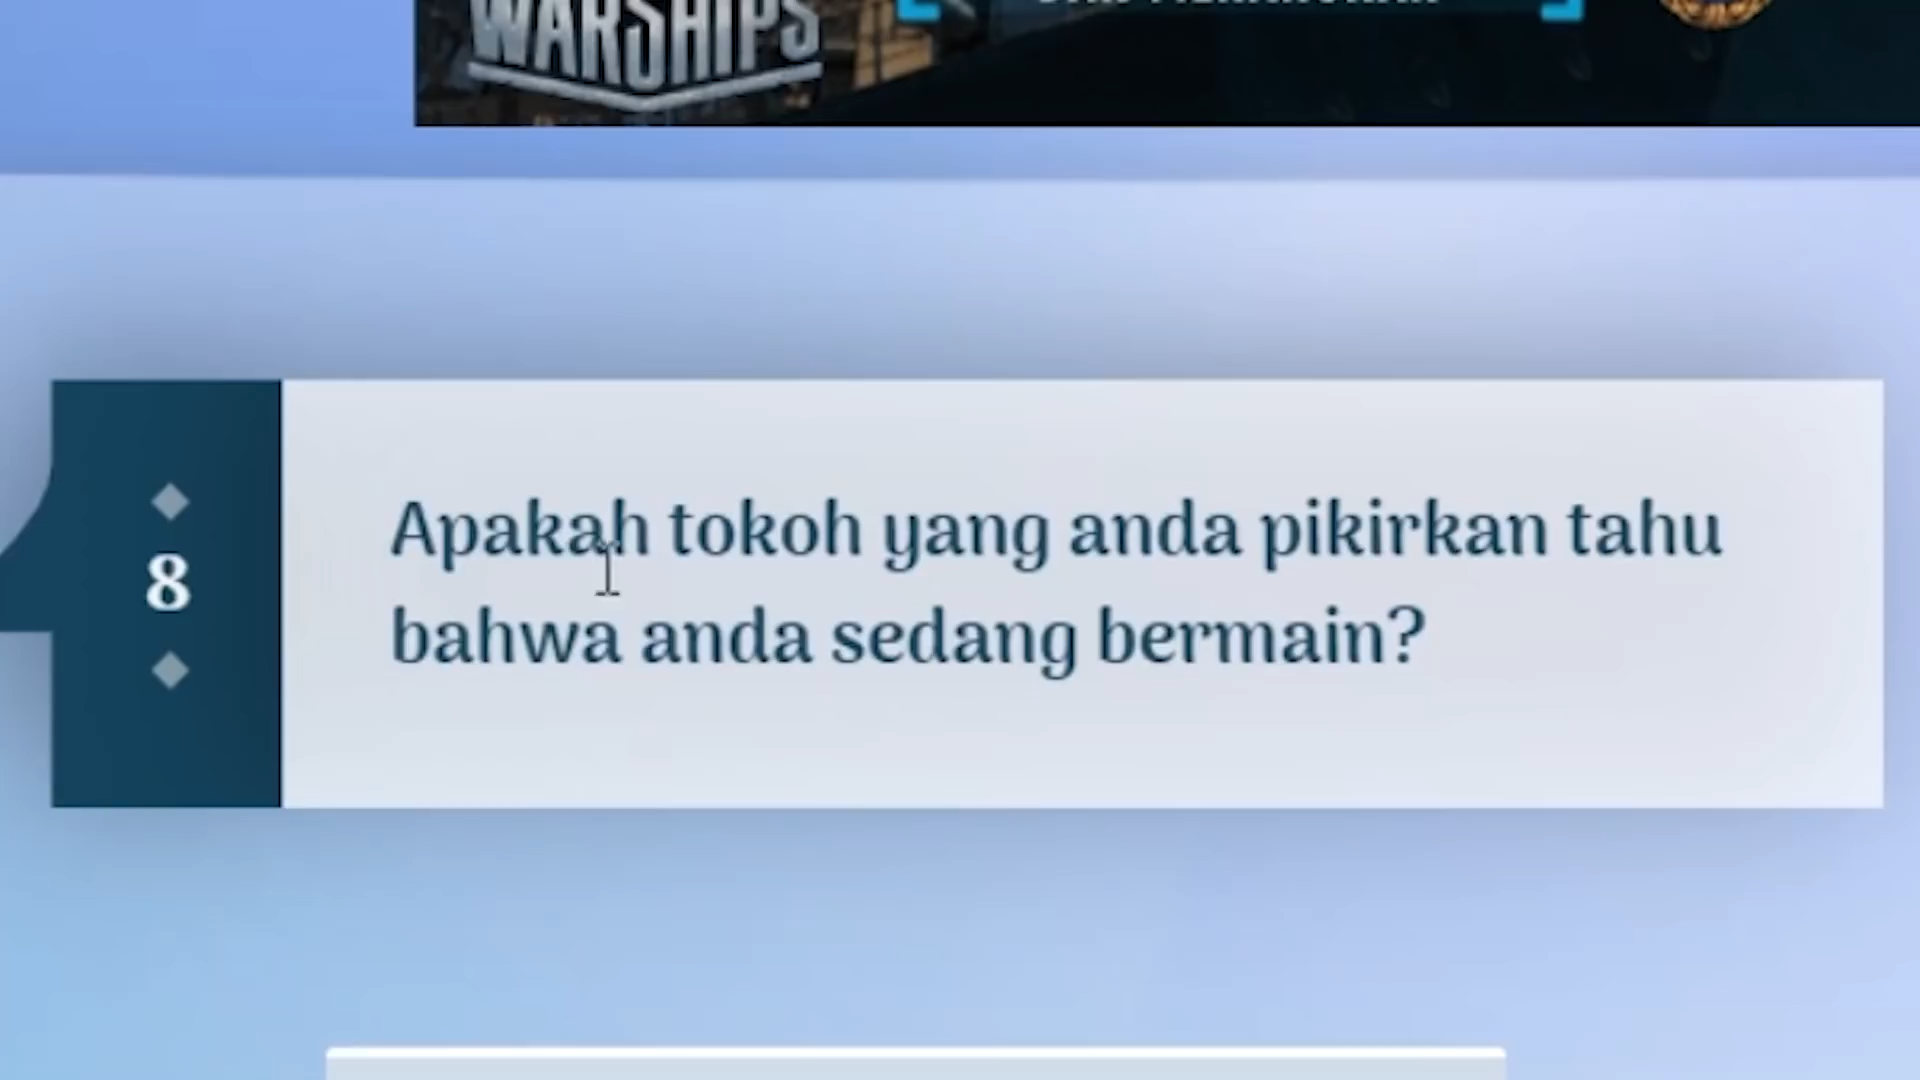 WARSHIPS
8
Apakah tokoh yang anda pikirkan tahu
bahwa anda sedang bermain?